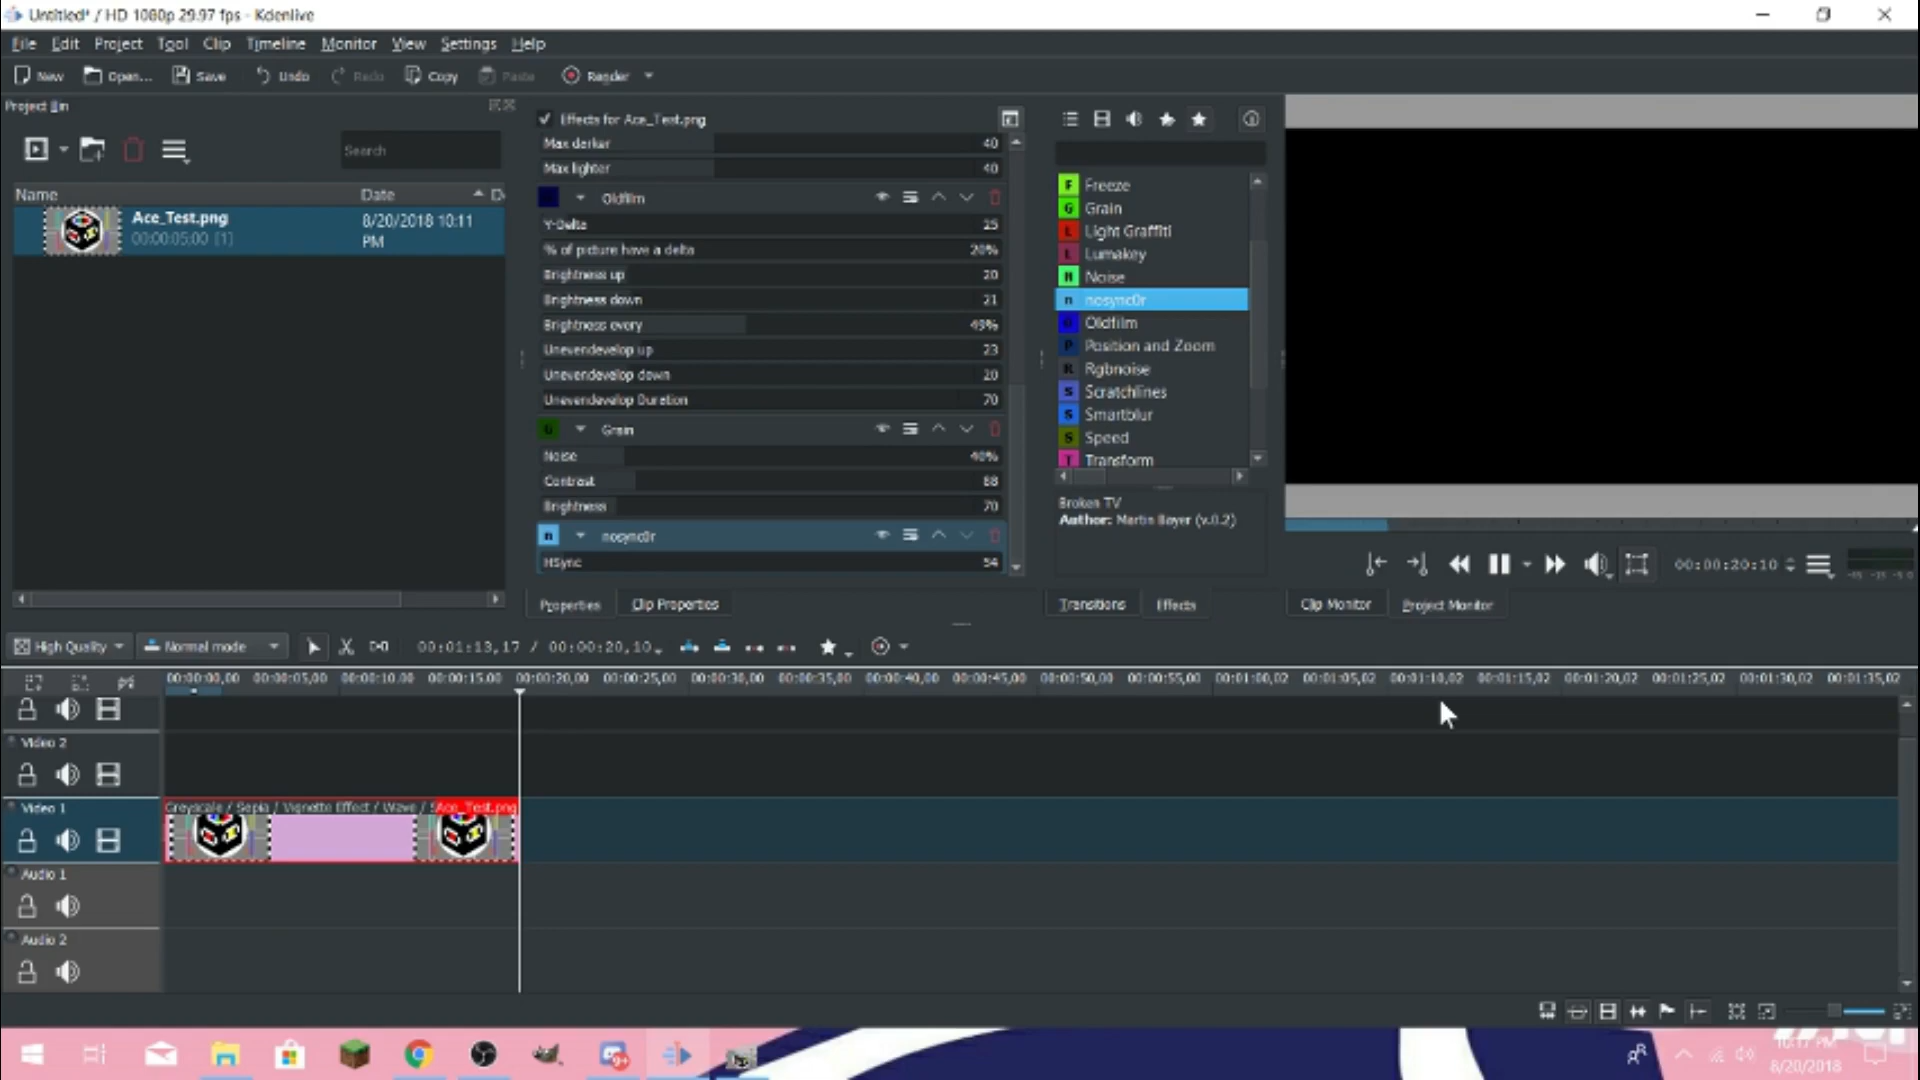 Untitled* / HD 1080p 29.97 fps - Kdenlive
File Edit Project Tool Clip Timeline Monitor View Settings Help
New Open... Save Undo Redo Copy Paste Render
Project Bin
Search
Name Date D
Ace_Test.png 8/20/2018 10:11 PM
00:00:05:00 [1]
Effects for Ace_Test.png
Max darker 40
Max lighter 40
Oldfilm
Y-Delta 25
% of picture have a delta 20%
Brightness up 20
Brightness down 21
Brightness every 49%
Unevendevelop up 23
Unevendevelop down 20
Unevendevelop Duration 70
G Grain
Noise 40%
Contrast 88
Brightness 70
n nosync0r
HSync 94
Properties Clip Properties
F Freeze
G Grain
L Light Graffiti
L Lumakey
N Noise
n nosync0r
O Oldfilm
P Position and Zoom
R Rgbnoise
S Scratchlines
S Smartblur
S Speed
T Transform
Broken TV
Author: Martin Bayer (v.0.2)
Transitions Effects
00:00:20:10
Clip Monitor Project Monitor
High Quality Normal mode 00:01:13,17 / 00:00:20,10
00:00:00,00 00:00:05,00 00:00:10,00 00:00:15,00 00:00:20,00 00:00:25,00 00:00:30,00 00:00:35,00 00:00:40,00 00:00:45,00 00:00:50,00 00:00:55,00 00:01:00,02 00:01:05,02 00:01:10,02 00:01:15,02 00:01:20,02 00:01:25,02 00:01:30,02 00:01:35,02
Video 2
Video 1
Greyscale / Sepia / Vignette Effect / Wave / Ace_Test.png
Audio 1
Audio 2
9+
10:17 PM
8/20/2018